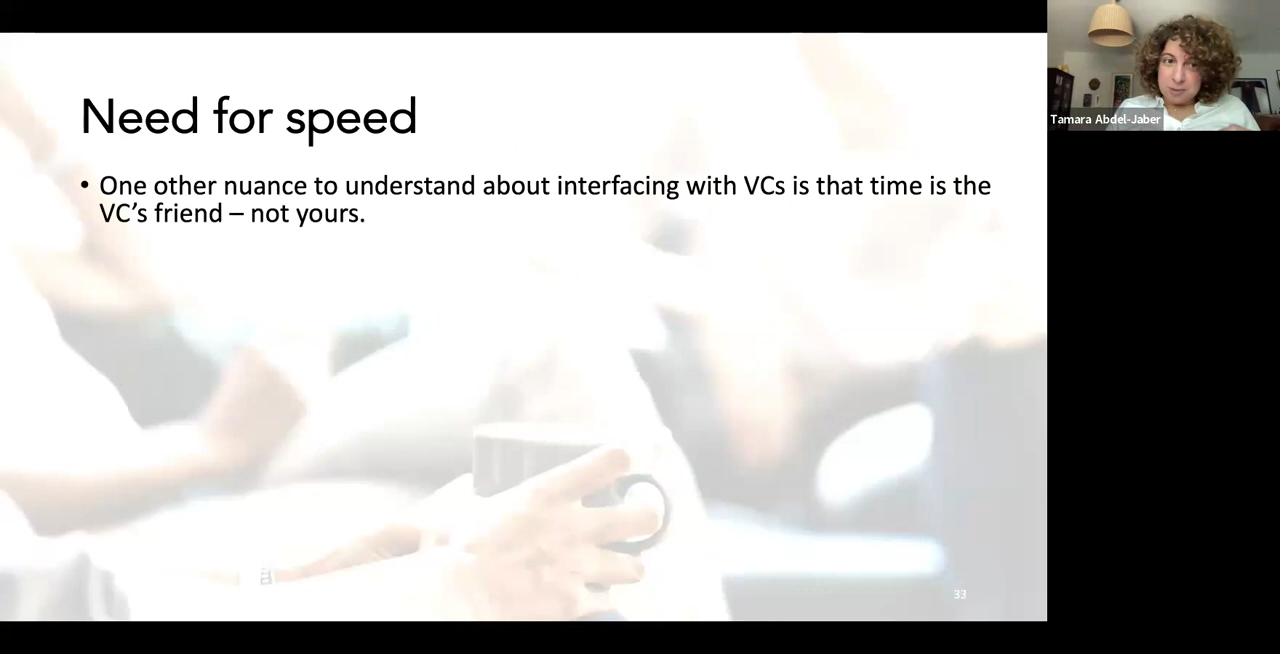 Need for speed
• One other nuance to understand about interfacing with VCs is that time is the
VC’s friend – not yours.
33
Tamara Abdel-Jaber